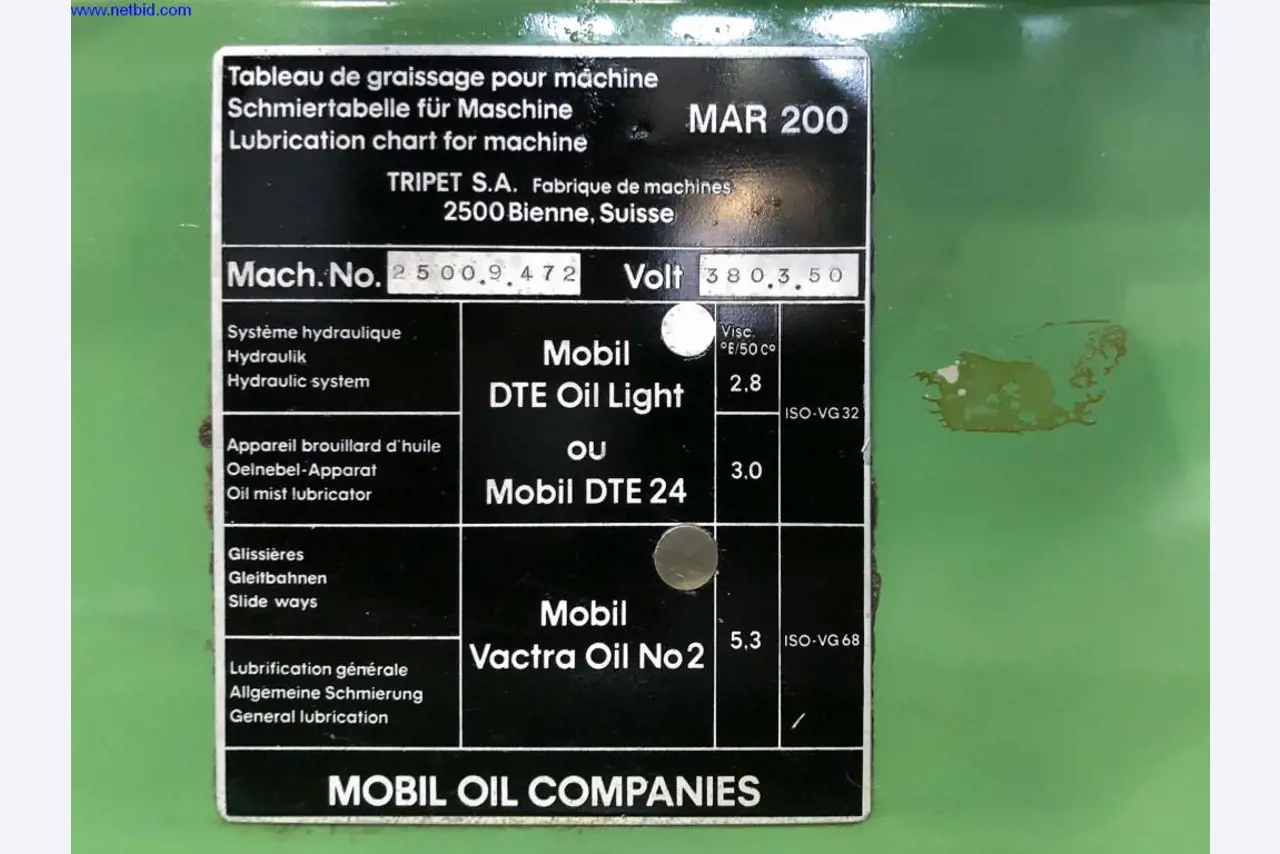 www.netbid.com
Tableau de graissage pour machine
Schmiertabelle für Maschine
Lubrication chart for machine
MAR 200
TRIPET S.A. Fabrique de machines
2500 Bienne, Suisse
Mach. No. 2500.9.472 Volt 380.3.50
Système hydraulique
Hydraulik
Hydraulic system
Mobil
DTE Oil Light
ou
Mobil DTE 24
Visc.
°E/50 C°
2,8
ISO-VG 32
Appareil brouillard d'huile
Oelnebel-Apparat
Oil mist lubricator
3,0
Glissières
Gleitbahnen
Slide ways
Mobil
Vactra Oil No 2
5,3
ISO-VG 68
Lubrification générale
Allgemeine Schmierung
General lubrication
MOBIL OIL COMPANIES